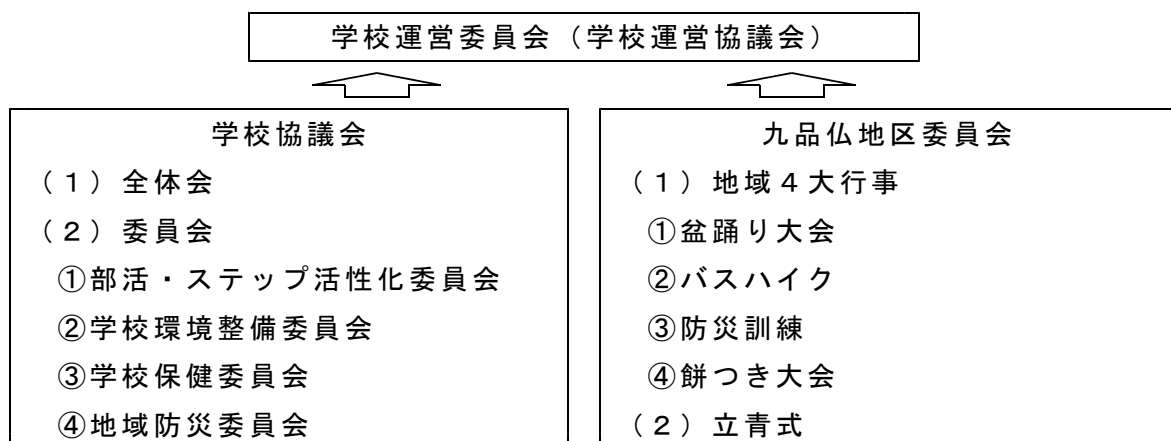 学校運営委員会（学校運営協議会）
学校協議会
（１）全体会
（２）委員会
①部活・ステップ活性化委員会
②学校環境整備委員会
③学校保健委員会
④地域防災委員会
九品仏地区委員会
（１）地域４大行事
①盆踊り大会
②バスハイク
③防災訓練
④餅つき大会
（２）立青式